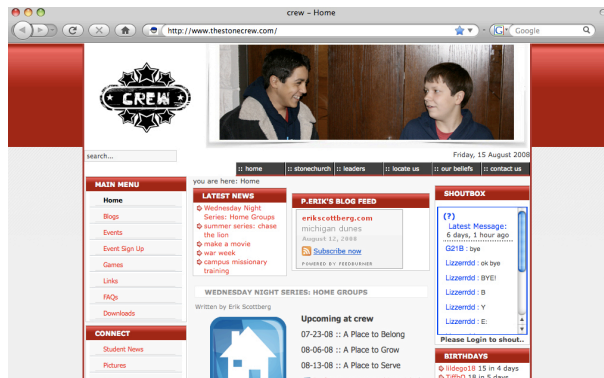 crew – Home
http://www.thestonecrew.com/
G
Google
CREW
search...
Friday, 15 August 2008
:: home :: stonechurch :: leaders :: locate us :: our beliefs :: contact us
you are here: Home
MAIN MENU
Home
Blogs
Events
Event Sign Up
Games
Links
FAQs
Downloads
CONNECT
Student News
Pictures
LATEST NEWS
Wednesday Night
Series: Home Groups
summer series: chase
the lion
make a movie
war week
campus missionary
training
P.ERIK'S BLOG FEED
erikscottberg.com
michigan dunes
August 12, 2008
Subscribe now
POWERED BY FEEDBURNER
WEDNESDAY NIGHT SERIES: HOME GROUPS
Written by Erik Scottberg
Upcoming at crew
07-23-08 :: A Place to Belong
08-06-08 :: A Place to Grow
08-13-08 :: A Place to Serve
SHOUTBOX
(?)
Latest Message:
6 days, 1 hour ago
G21B : bye
Lizzerrdd : ok bye
Lizzerrdd : BYE!
Lizzerrdd : B
Lizzerrdd : Y
Lizzerrdd : E:
Please Login to shout..
BIRTHDAYS
lildego18 15 in 4 days